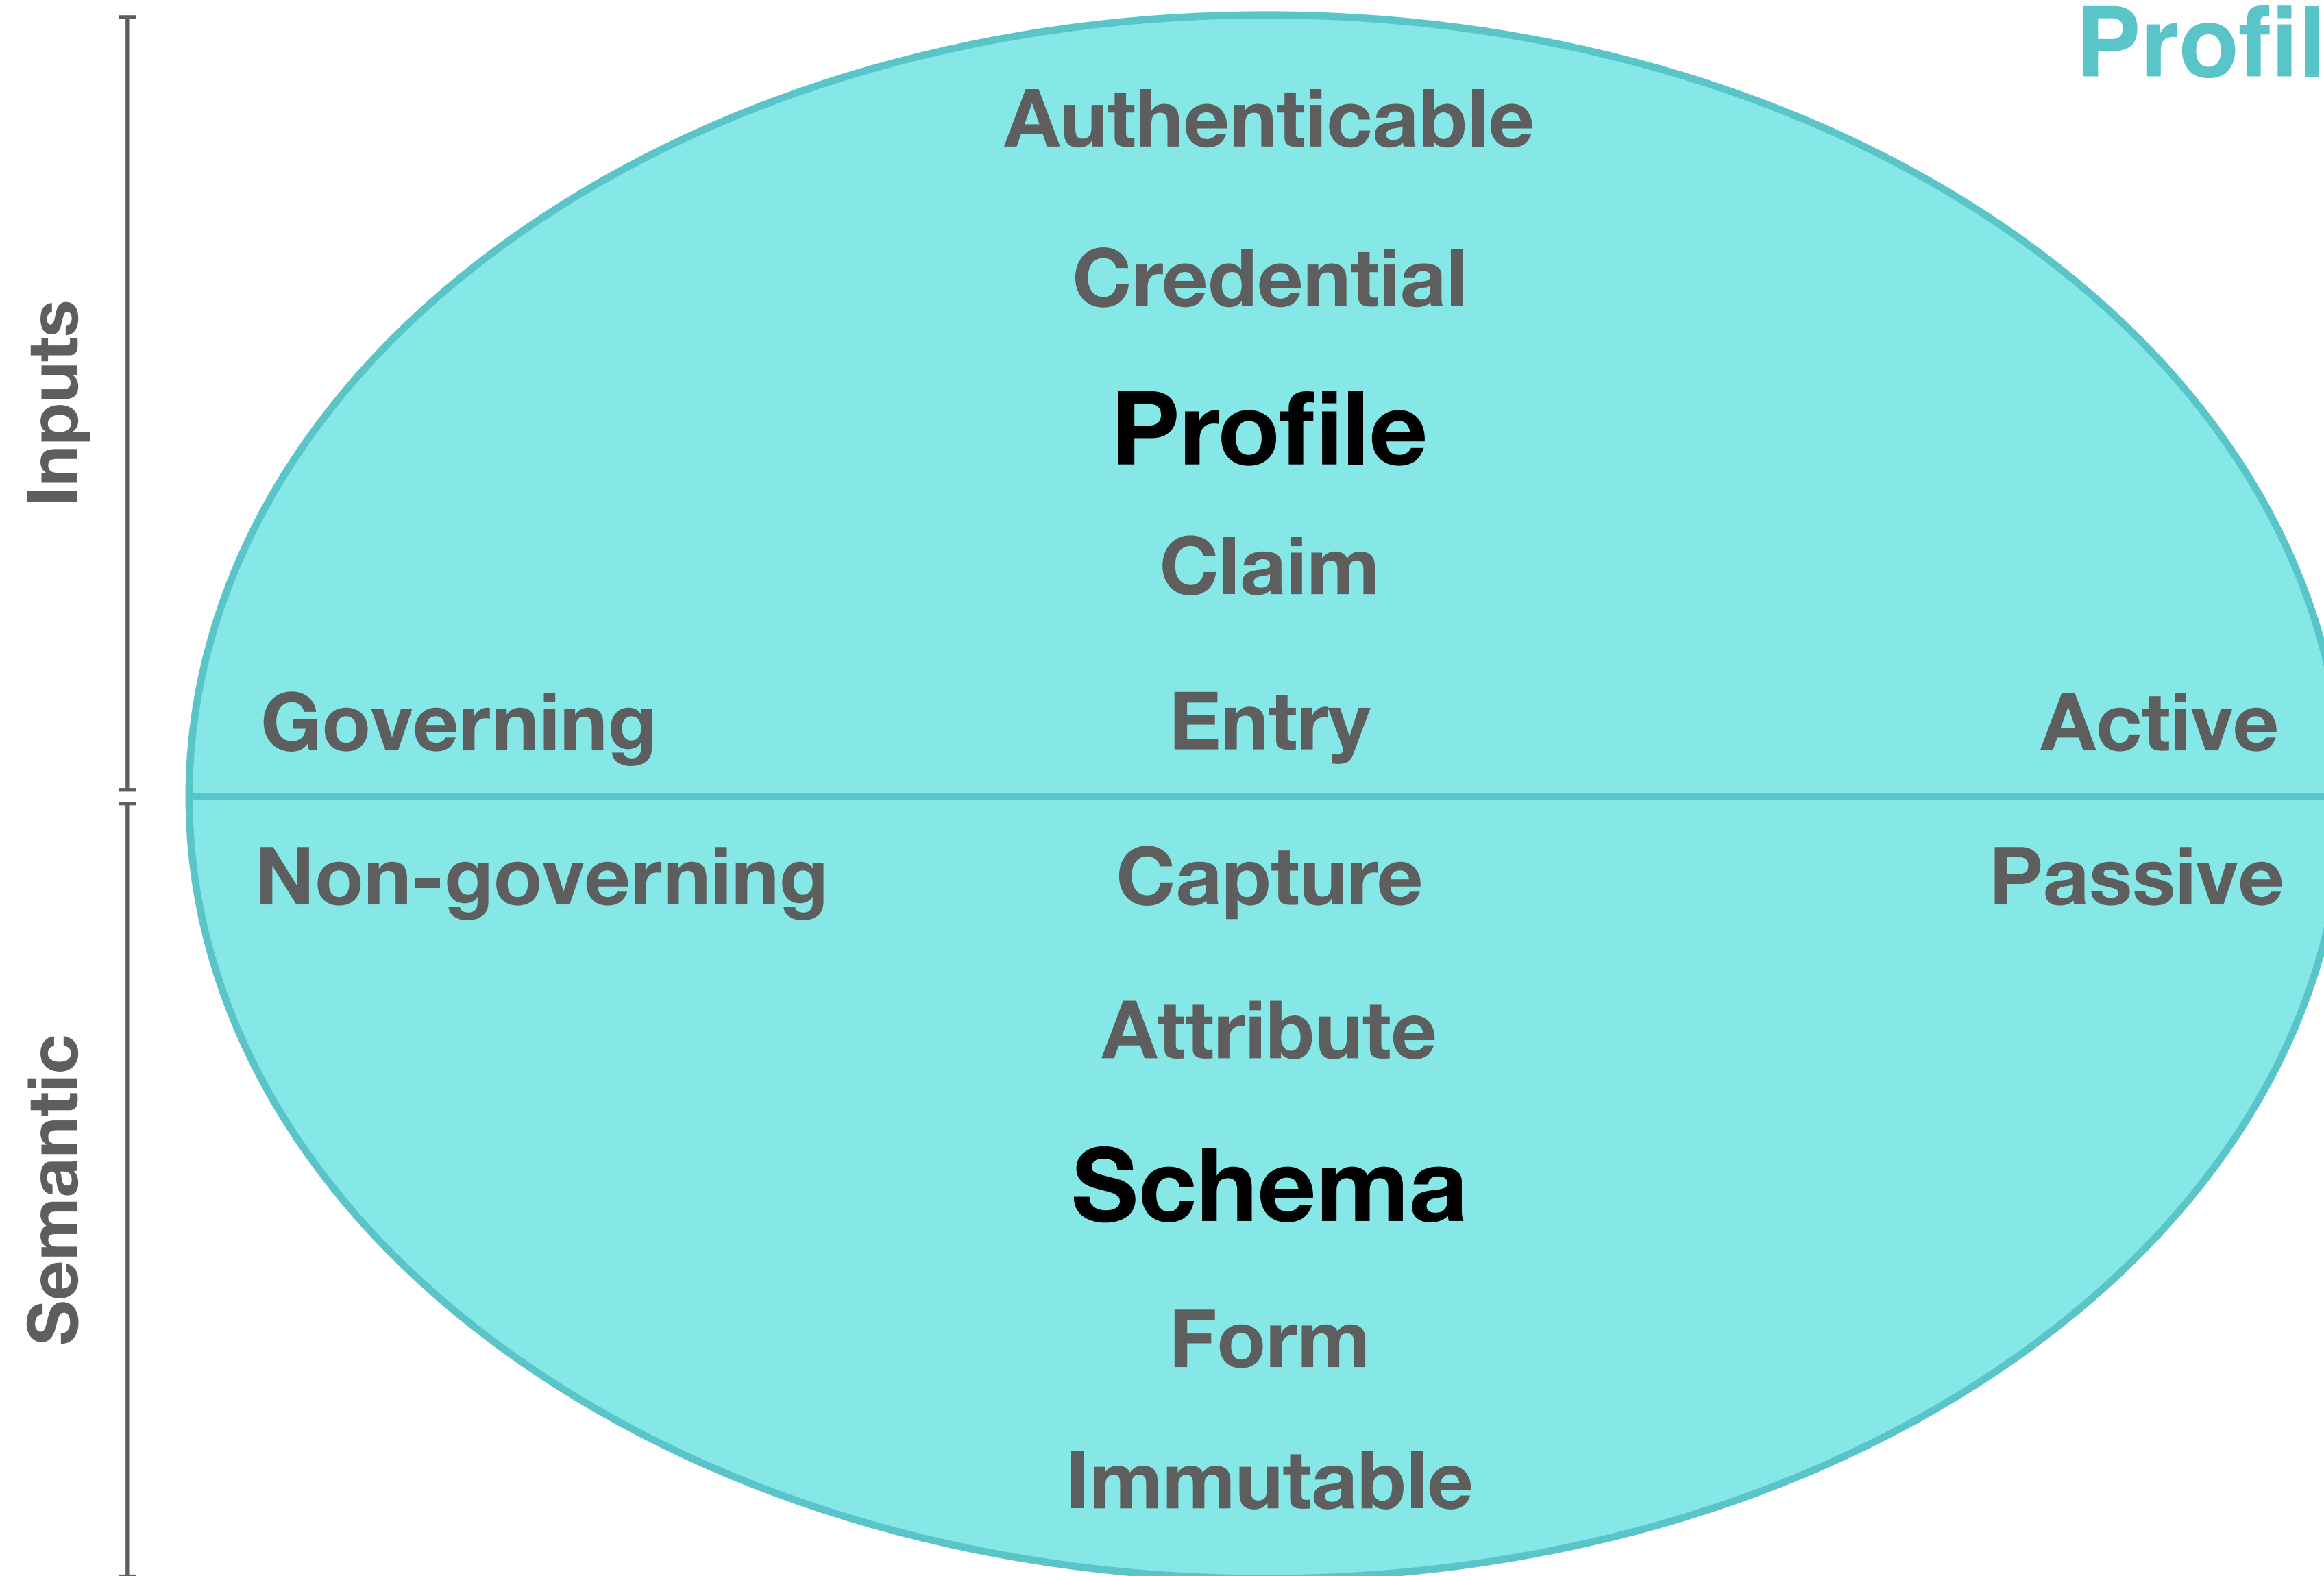 Profil
Authenticable
Credential
Profile
Claim
Governing Entry Active
Non-governing Capture Passive
Attribute
Schema
Form
Immutable
Inputs
Semantic